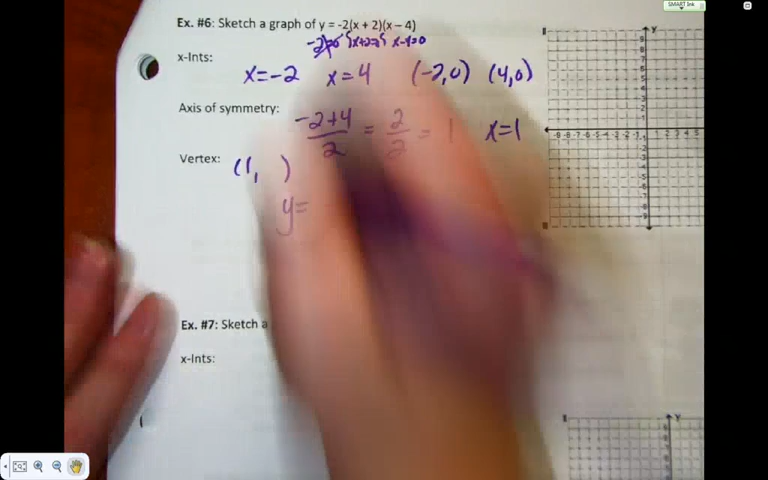 SMART Ink
Ex. #6: Sketch a graph of y = -2(x + 2)(x – 4)
x+2=0 x-4=0
x-Ints:
x=-2 x=4 (-2,0) (4,0)
Axis of symmetry:
-2+4/2 = 2/2 = 1 x=1
Vertex: (1, )
y=
Ex. #7: Sketch a
x-Ints: